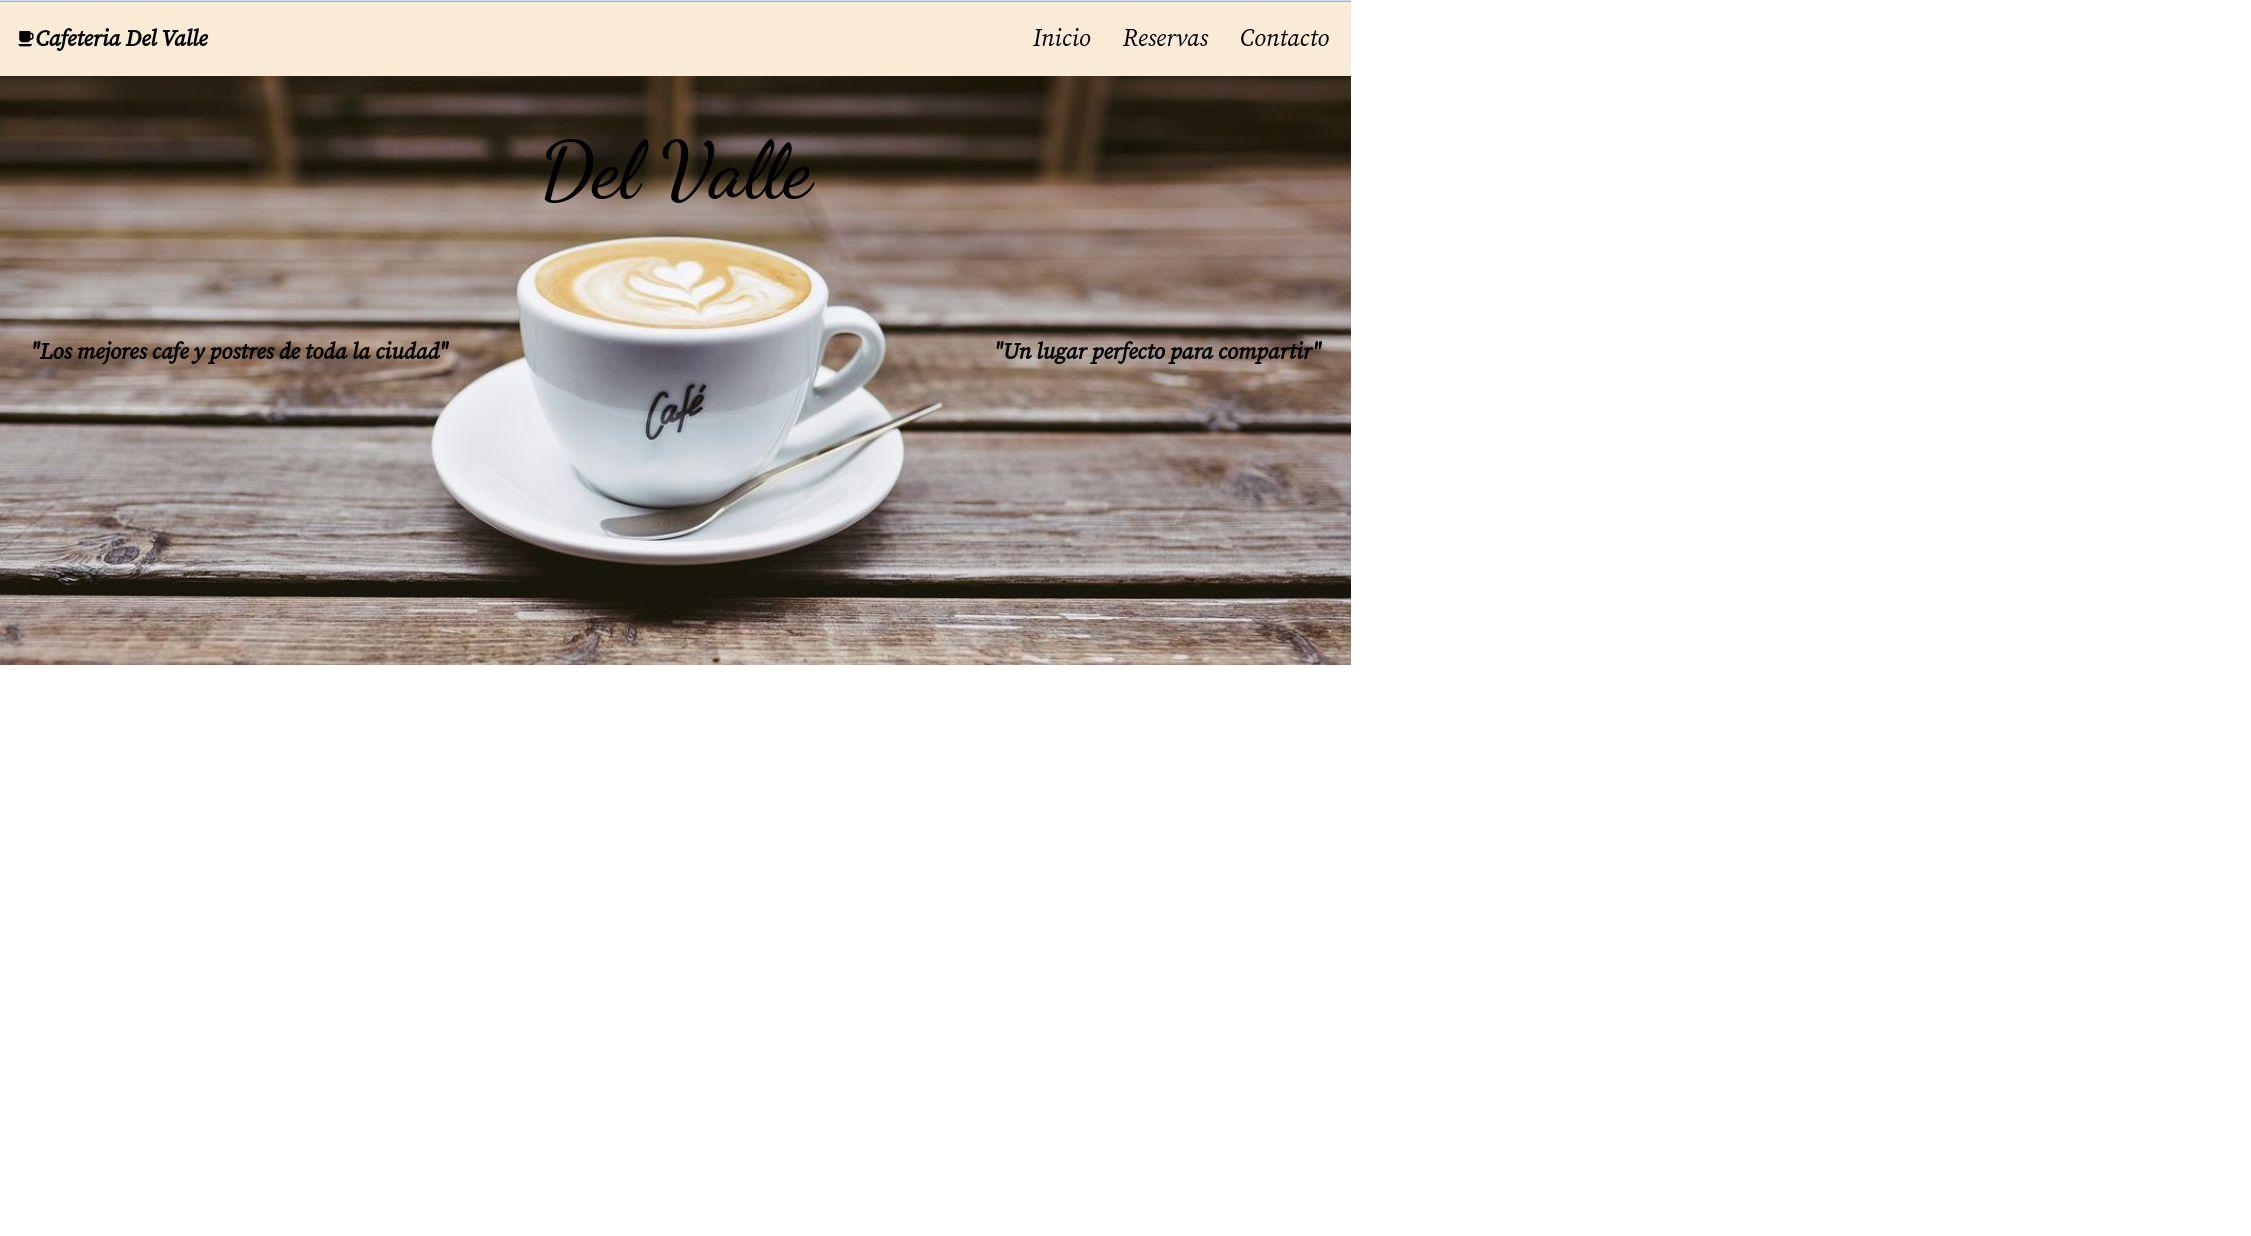 Cafeteria Del Valle
Inicio Reservas Contacto
Del Valle
"Los mejores cafe y postres de toda la ciudad"
"Un lugar perfecto para compartir"
Café